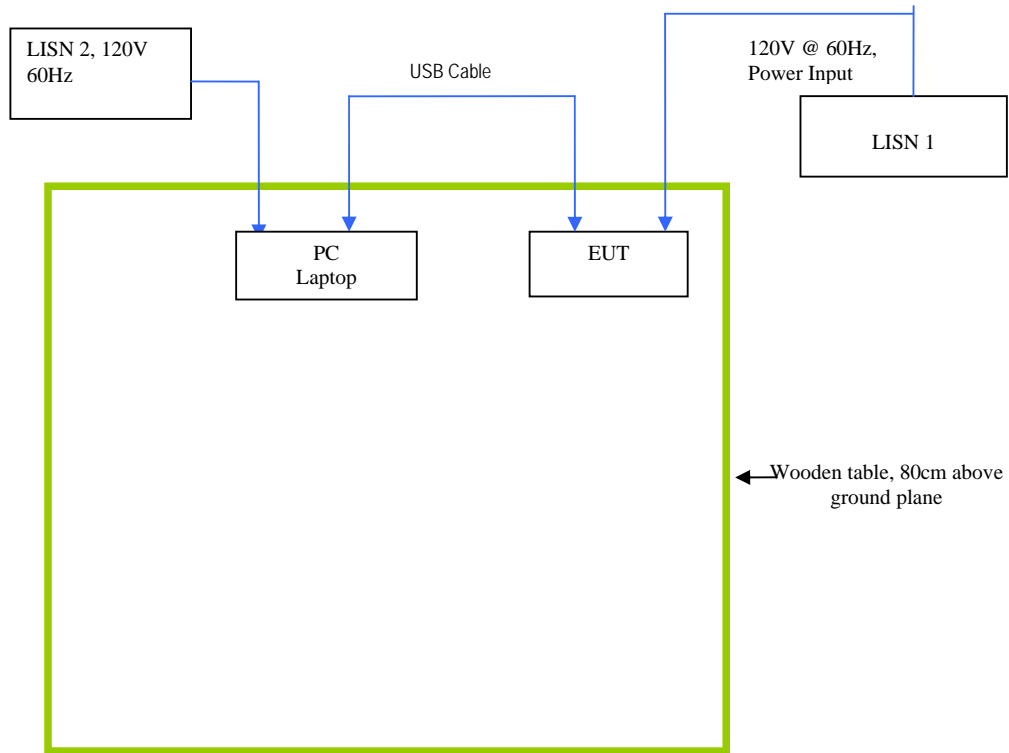 LISN 2, 120V
60Hz
USB Cable
120V @ 60Hz,
Power Input
LISN 1
PC
Laptop
EUT
Wooden table, 80cm above
ground plane